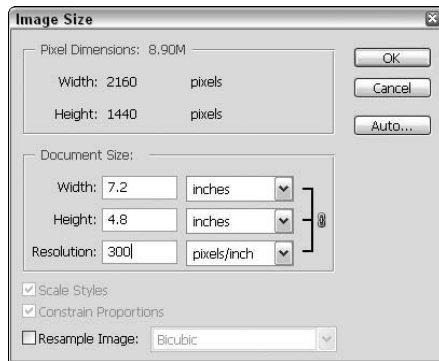 Image Size
Pixel Dimensions: 8.90M
Width: 2160 pixels
Height: 1440 pixels
OK
Cancel
Auto...
Document Size:
Width: 7.2 inches
Height: 4.8 inches
Resolution: 300 pixels/inch
Scale Styles
Constrain Proportions
Resample Image: Bicubic